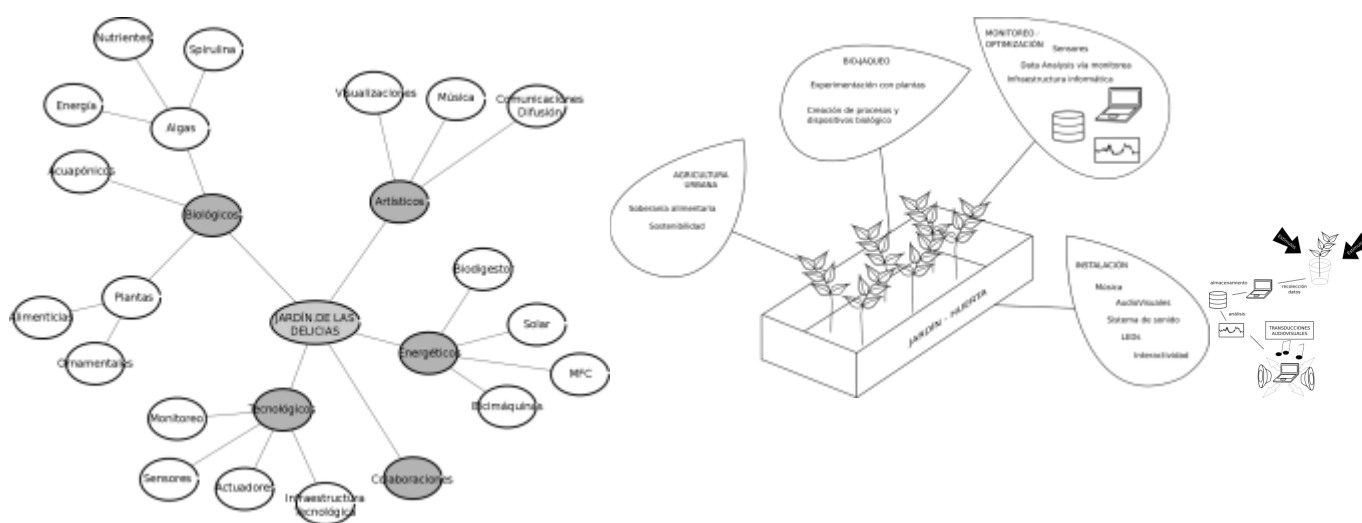 Nutrientes
Spirulina
Energía
Algas
Acuapónicos
Biológicos
Plantas
Alimenticias
Ornamentales
Visualizaciones
Música
Comunicaciones
Difusión
Artísticos
JARDÍN DE LAS
DELICIAS
Biodigestor
Solar
Energéticos
MFC
Bicimáquinas
Tecnológicos
Monitoreo
Sensores
Actuadores
Infraestructura
Tecnológica
Colaboraciones
AGRICULTURA
URBANA
Soberanía alimentaria
Sostenibilidad
BIOJAQUEO
Experimentación con plantas
Creación de procesos y
dispositivos biológico
MONITOREO -
OPTIMIZACIÓN
Sensores
Data Analysis vía monitorea
infraestructura informática
JARDÍN - HUERTA
INSTALACIÓN
Música
AudioVisuales
Sistema de sonido
LEDs
Interactividad
almacenamiento
recolección
datos
análisis
TRANSDUCCIONES
AUDIOVISUALES